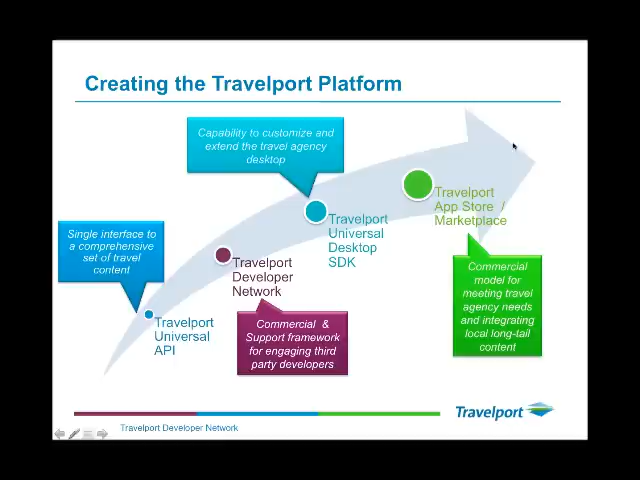 Creating the Travelport Platform
Capability to customize and
extend the travel agency
desktop
Single interface to
a comprehensive
set of travel
content
Travelport
Universal
API
Travelport
Developer
Network
Commercial &
Support framework
for engaging third
party developers
Travelport
Universal
Desktop
SDK
Travelport
App Store /
Marketplace
Commercial
model for
meeting travel
agency needs
and integrating
local long-tail
content
Travelport
Travelport Developer Network